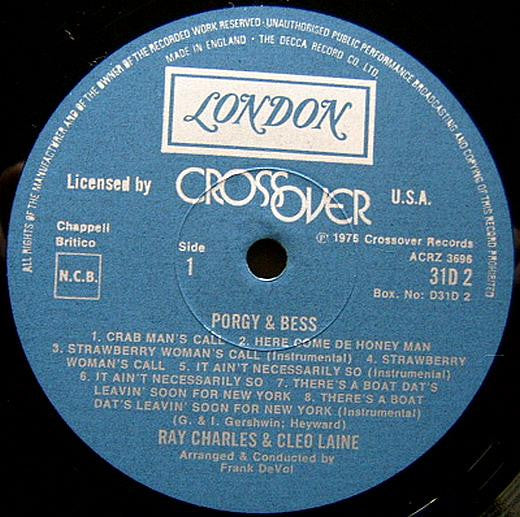 ALL RIGHTS OF THE MANUFACTURER AND OF THE OWNER OF THE RECORDED WORK RESERVED · UNAUTHORISED PUBLIC PERFORMANCE BROADCASTING AND COPYING OF THIS RECORD PROHIBITED
MADE IN ENGLAND · THE DECCA RECORD CO. LTD.
LONDON
Licensed by CROSSOVER U.S.A.
Chappell
Britico
N.C.B.
Side
1
Ⓟ 1976 Crossover Records
ACRZ 3696
31D 2
Box. No: D31D 2
PORGY & BESS
1. CRAB MAN'S CALL 2. HERE COME DE HONEY MAN
3. STRAWBERRY WOMAN'S CALL (Instrumental) 4. STRAWBERRY
WOMAN'S CALL 5. IT AIN'T NECESSARILY SO (Instrumental)
6. IT AIN'T NECESSARILY SO 7. THERE'S A BOAT DAT'S
LEAVIN' SOON FOR NEW YORK 8. THERE'S A BOAT
DAT'S LEAVIN' SOON FOR NEW YORK (Instrumental)
(G. & I. Gershwin; Heyward)
RAY CHARLES & CLEO LAINE
Arranged & Conducted by
Frank DeVol